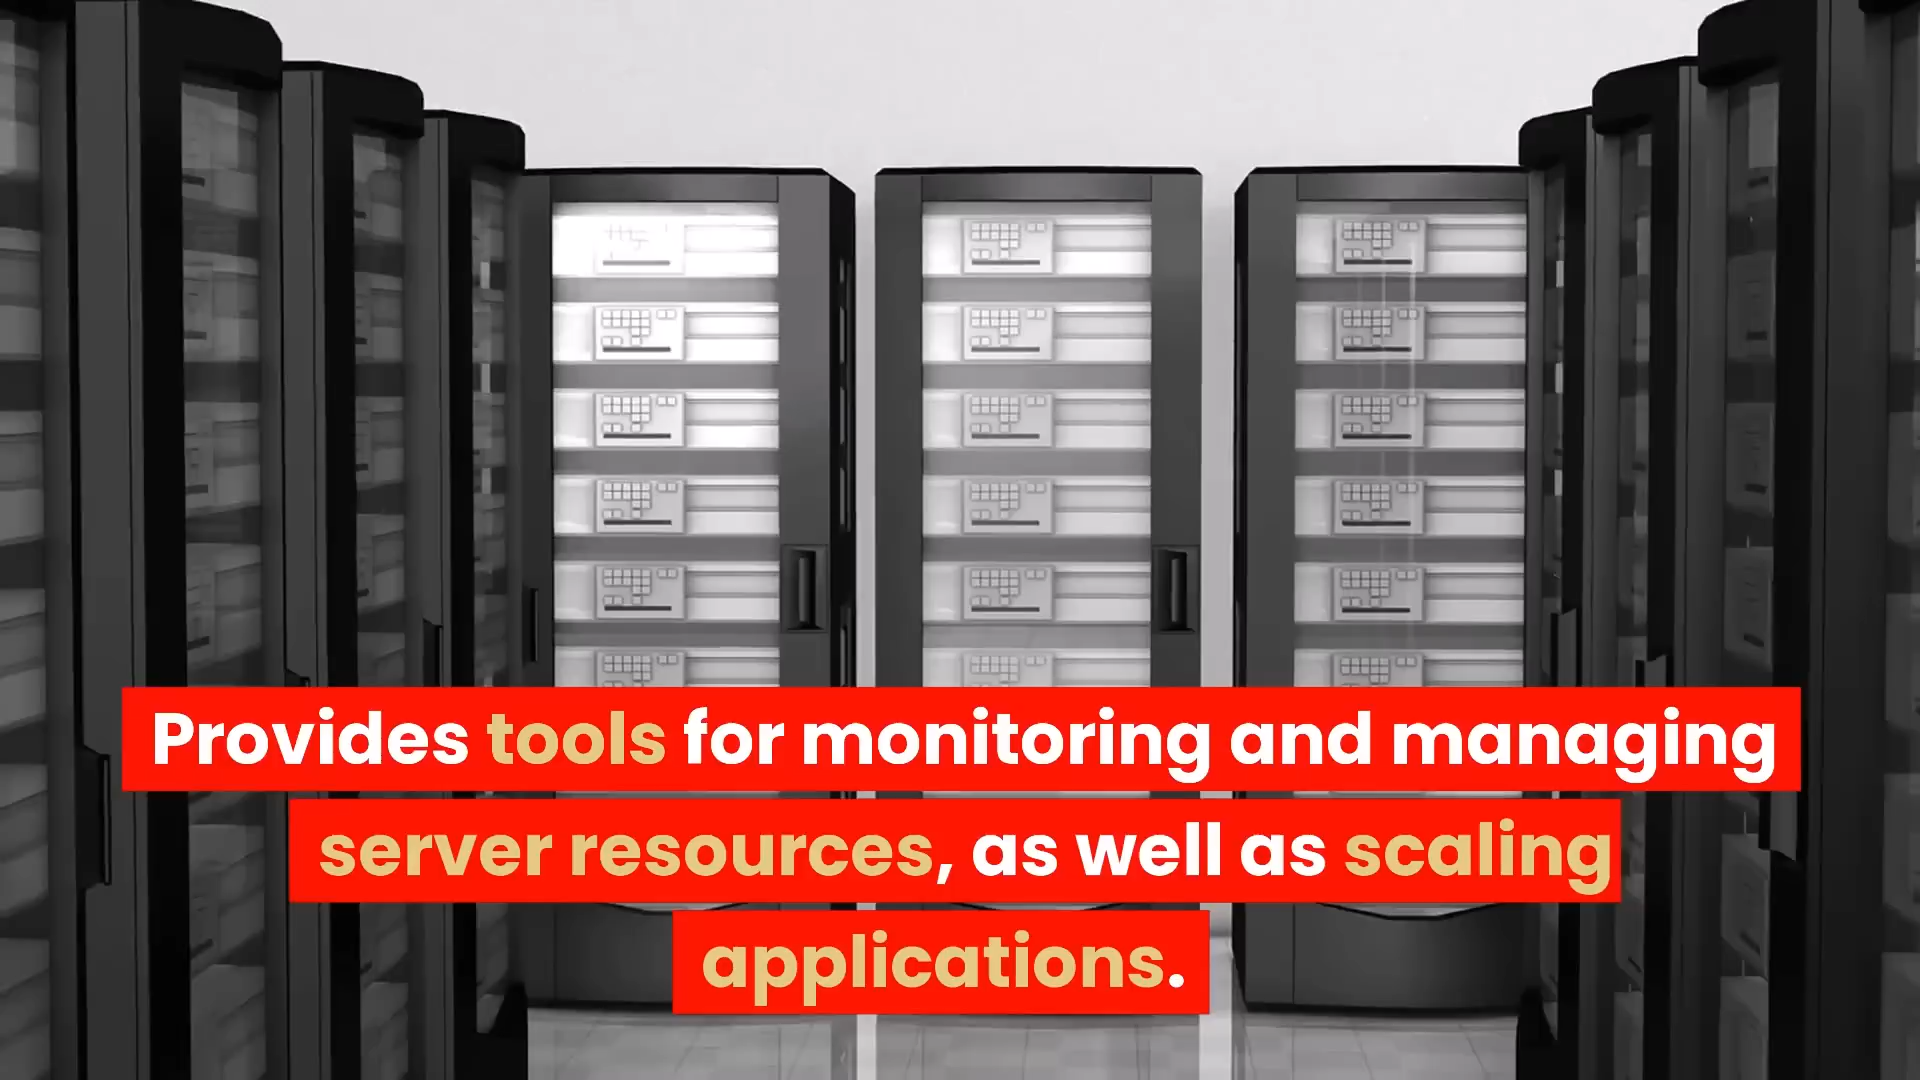 Provides tools for monitoring and managing
server resources, as well as scaling
applications.